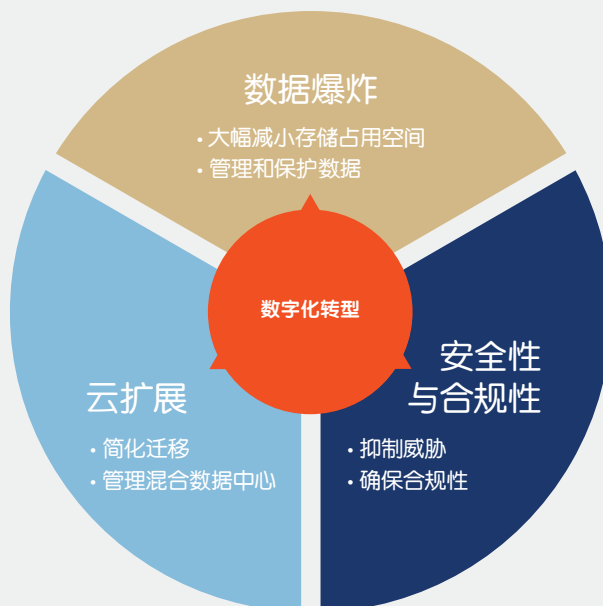 数据爆炸
• 大幅减小存储占用空间
• 管理和保护数据
数字化转型
云扩展
• 简化迁移
• 管理混合数据中心
安全性
与合规性
• 抑制威胁
• 确保合规性